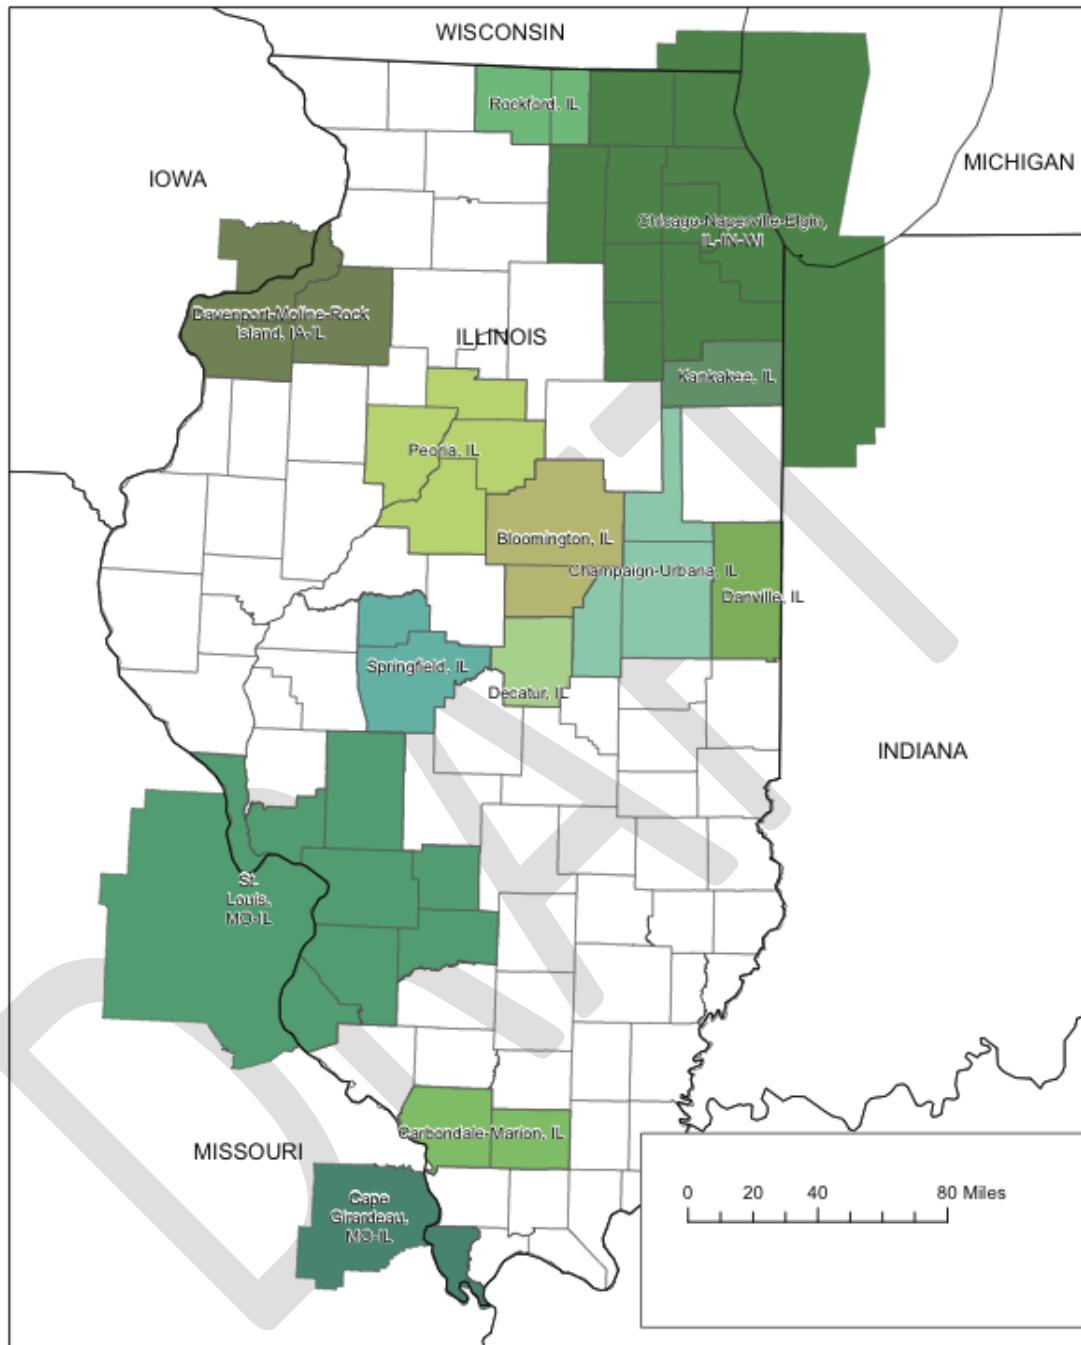 WISCONSIN
Rockford, IL
MICHIGAN
IOWA
Chicago-Naperville-Elgin,
IL-IN-WI
Davenport-Moline-Rock
Island, IA-IL
ILLINOIS
Kankakee, IL
Peoria, IL
Bloomington, IL
Champaign-Urbana, IL
Danville, IL
Springfield, IL
Decatur, IL
INDIANA
St.
Louis,
MO-IL
Carbondale-Marion, IL
MISSOURI
Cape
Girardeau,
MO-IL
0 20 40 80 Miles
DRAFT